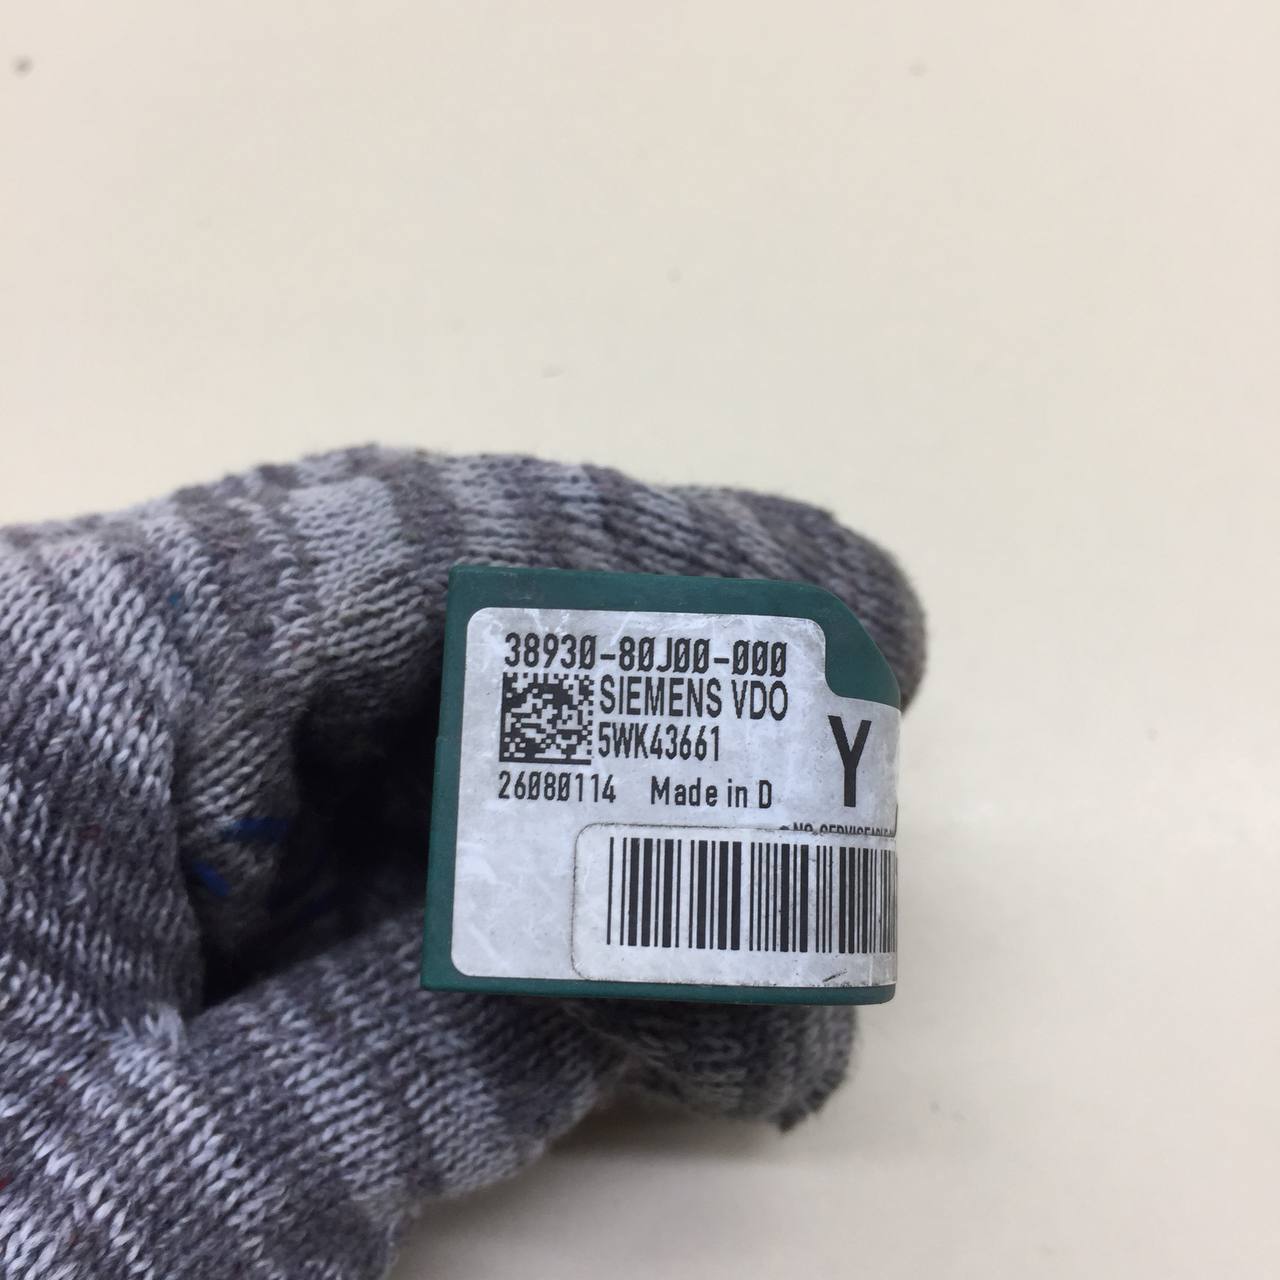 38930-80J00-000
SIEMENS VDO
5WK43661
26080114 Made in D
Y